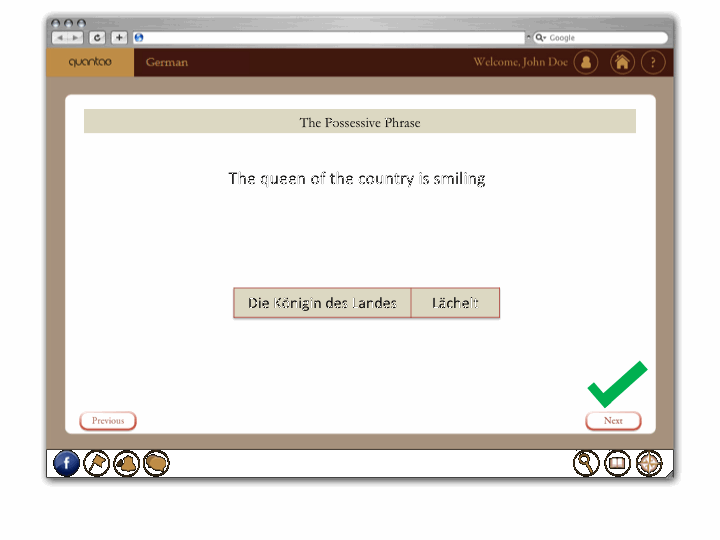 Google
quantao
German
Welcome, John Doe
?
The Possessive Phrase
The queen of the country is smiling
Die Königin des Landes
Lächelt
Previous
Next
f